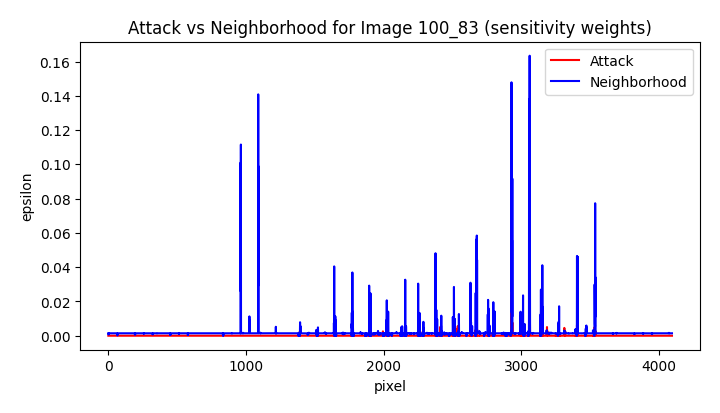 Attack vs Neighborhood for Image 100_83 (sensitivity weights)
Attack
Neighborhood
0.16
0.14
0.12
0.10
0.08
0.06
0.04
0.02
0.00
epsilon
0 1000 2000 3000 4000
pixel